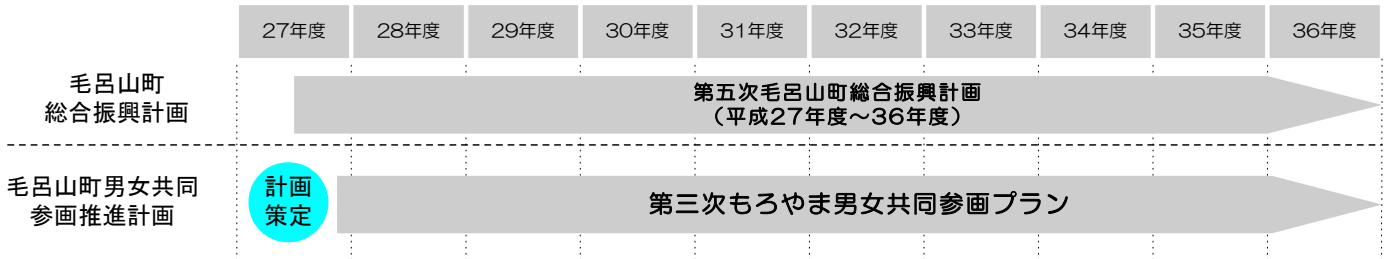 27年度 28年度 29年度 30年度 31年度 32年度 33年度 34年度 35年度 36年度
毛呂山町
総合振興計画
第五次毛呂山町総合振興計画
(平成27年度～36年度)
毛呂山町男女共同
参画推進計画
計画
策定
第三次もろやま男女共同参画プラン